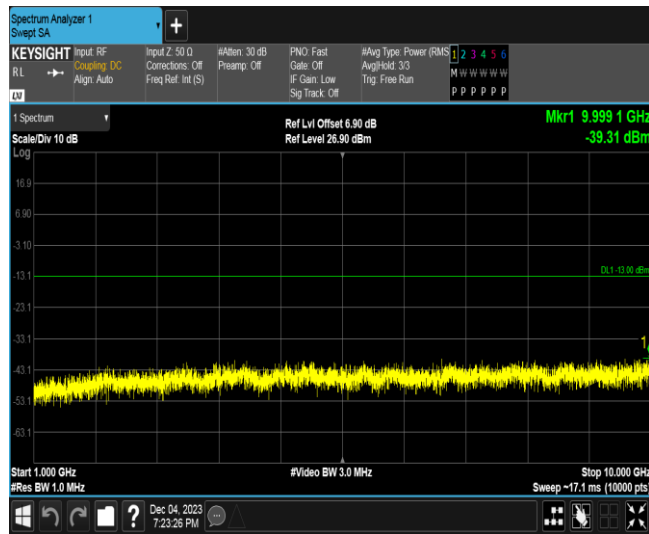 Spectrum Analyzer 1
Swept SA
+
KEYSIGHT
RL
LXI
Input: RF
Coupling: DC
Align: Auto
Input Z: 50 Ω
Corrections: Off
Freq Ref: Int (S)
#Atten: 30 dB
Preamp: Off
PNO: Fast
Gate: Off
IF Gain: Low
Sig Track: Off
#Avg Type: Power (RMS
Avg|Hold: 3/3
Trig: Free Run
1 2 3 4 5 6
M W W W W W
P P P P P P
1 Spectrum
Scale/Div 10 dB
Log
Ref Lvl Offset 6.90 dB
Ref Level 26.90 dBm
Mkr1 9.999 1 GHz
-39.31 dBm
16.9
6.90
-3.10
-13.1
DL1 -13.00 dBm
-23.1
-33.1
1
-43.1
-53.1
-63.1
Start 1.000 GHz
#Res BW 1.0 MHz
#Video BW 3.0 MHz
Stop 10.000 GHz
Sweep ~17.1 ms (10000 pts)
?
Dec 04, 2023
7:23:26 PM